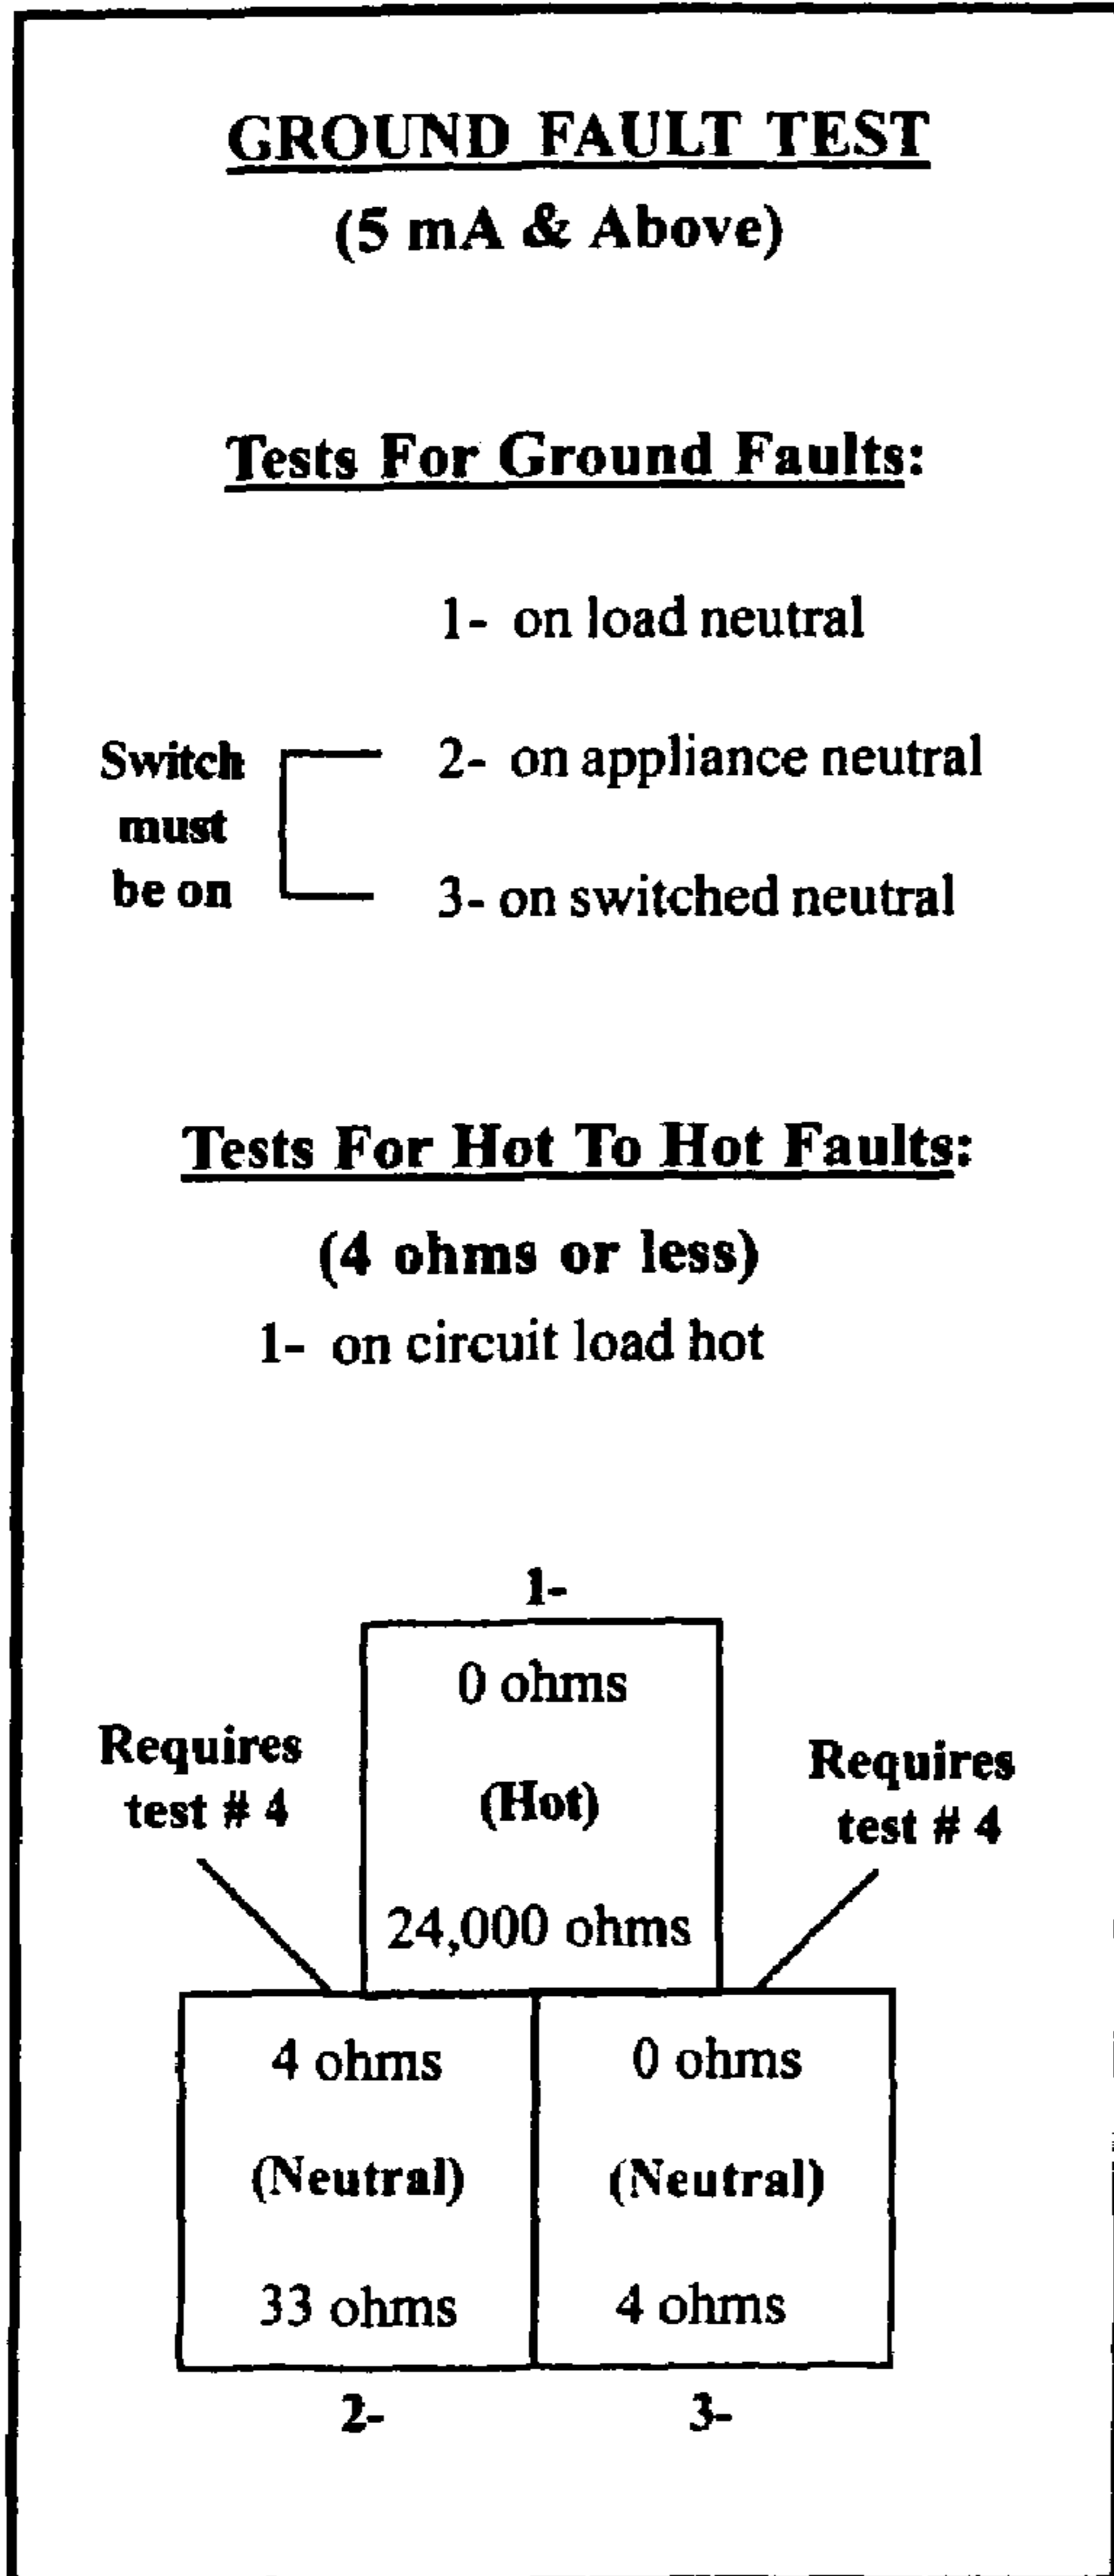 GROUND FAULT TEST
(5 mA & Above)
Tests For Ground Faults:
1- on load neutral
Switch
must
be on
2- on appliance neutral
3- on switched neutral
Tests For Hot To Hot Faults:
(4 ohms or less)
1- on circuit load hot
1-
0 ohms
(Hot)
24,000 ohms
Requires
test # 4
Requires
test # 4
4 ohms
(Neutral)
33 ohms
0 ohms
(Neutral)
4 ohms
2-
3-